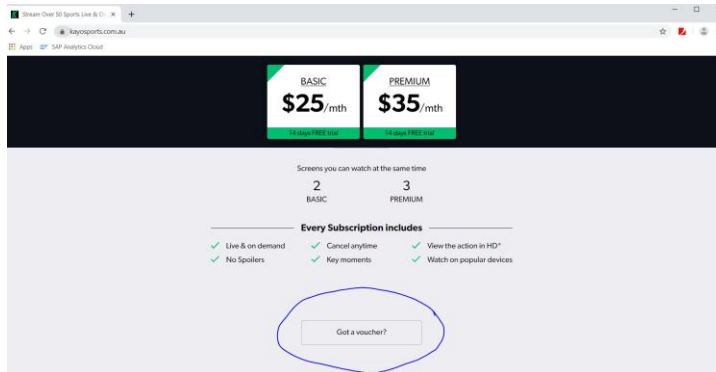 Stream Over 50 Sports Live & O
kayosports.com.au
Apps SAP Analytics Cloud
BASIC PREMIUM
$25/mth $35/mth
14 days FREE trial 14 days FREE trial
Screens you can watch at the same time
2 3
BASIC PREMIUM
Every Subscription includes
Live & on demand Cancel anytime View the action in HD*
No Spoilers Key moments Watch on popular devices
Got a voucher?